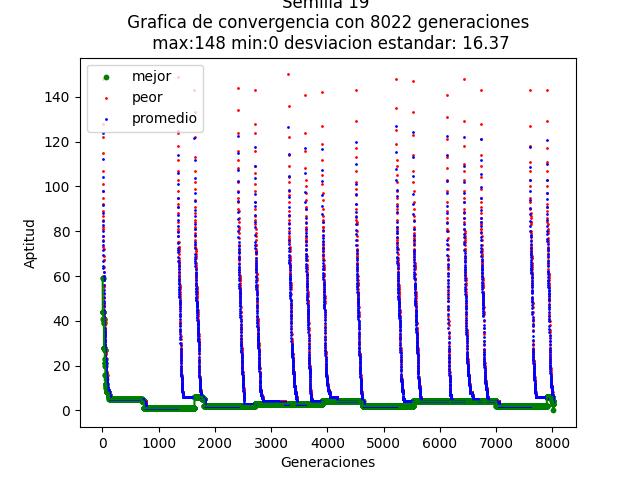 Semilla 19
Grafica de convergencia con 8022 generaciones
max:148 min:0 desviacion estandar: 16.37
mejor
peor
promedio
Aptitud
140
120
100
80
60
40
20
0
0 1000 2000 3000 4000 5000 6000 7000 8000
Generaciones